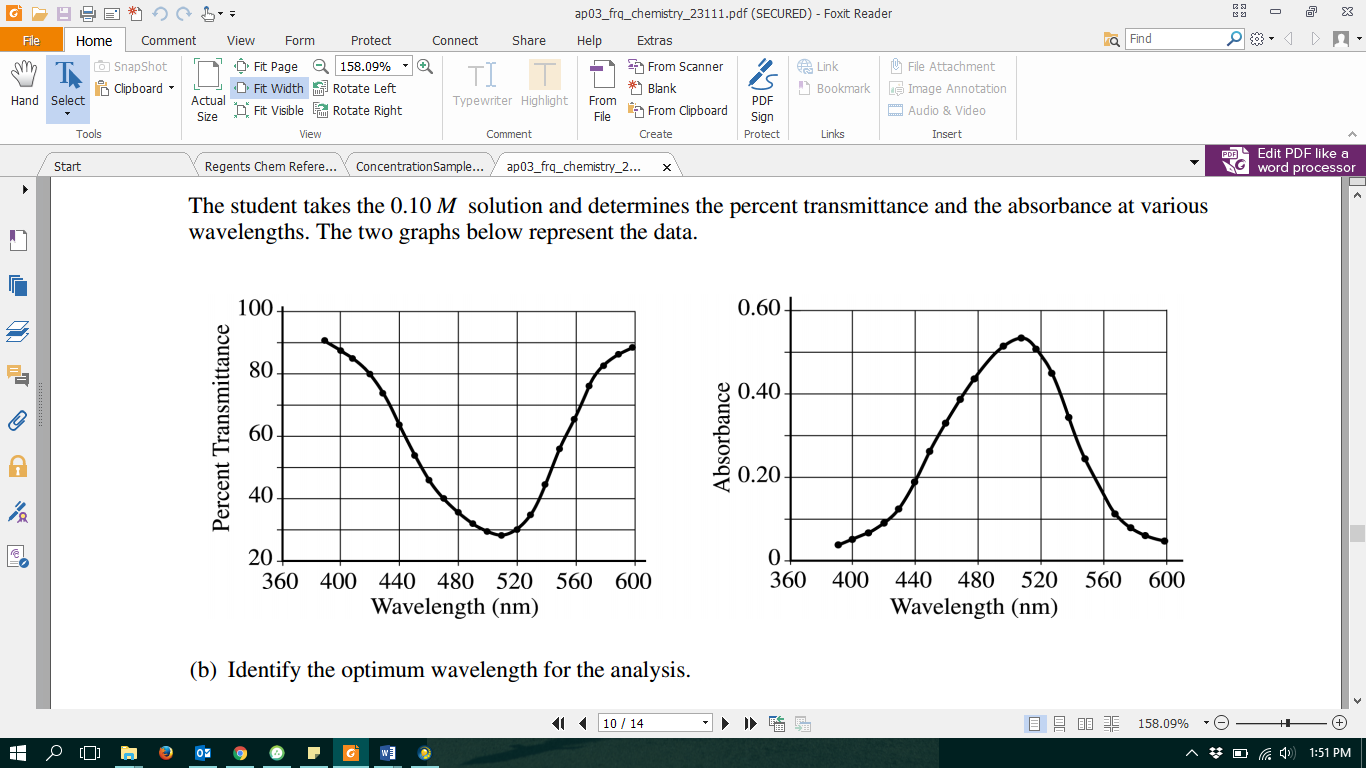 ap03_frq_chemistry_23111.pdf (SECURED) - Foxit Reader
File Home Comment View Form Protect Connect Share Help Extras Find
SnapShot Fit Page 158.09% From Scanner Link File Attachment
Clipboard Fit Width Rotate Left Blank Bookmark Image Annotation
Hand Select Actual Size Fit Visible Rotate Right Typewriter Highlight From File From Clipboard PDF Sign Audio & Video
Tools View Comment Create Protect Links Insert
Start Regents Chem Refere... ConcentrationSample... ap03_frq_chemistry_2... x Edit PDF like a
word processor
The student takes the 0.10 M solution and determines the percent transmittance and the absorbance at various
wavelengths. The two graphs below represent the data.
Percent Transmittance
100
80
60
40
20
360 400 440 480 520 560 600
Wavelength (nm)
Absorbance
0.60
0.40
0.20
0
360 400 440 480 520 560 600
Wavelength (nm)
(b) Identify the optimum wavelength for the analysis.
10 / 14 158.09%
1:51 PM